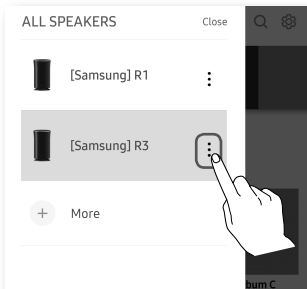 ALL SPEAKERS Close
[Samsung] R1
[Samsung] R3
More
bum C